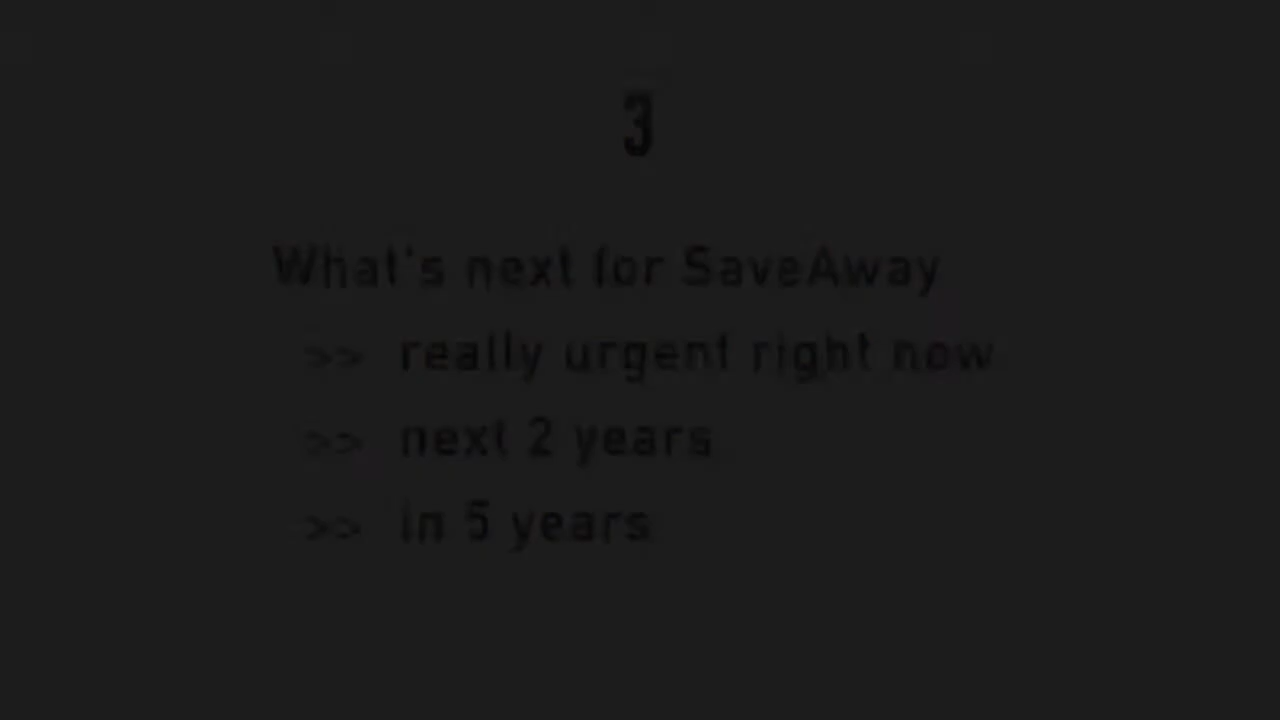 3
What's next for SaveAway
>> really urgent right now
>> next 2 years
>> in 5 years